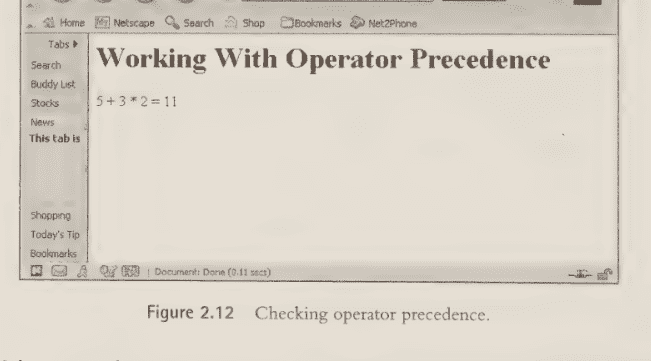 Home My Netscape Search Shop Bookmarks Net2Phone
Tabs
Search
Buddy List
Stocks
News
This tab is
Shopping
Today's Tip
Bookmarks
Working With Operator Precedence
5 + 3 * 2 = 11
Document: Done (0.11 secs)
Figure 2.12 Checking operator precedence.